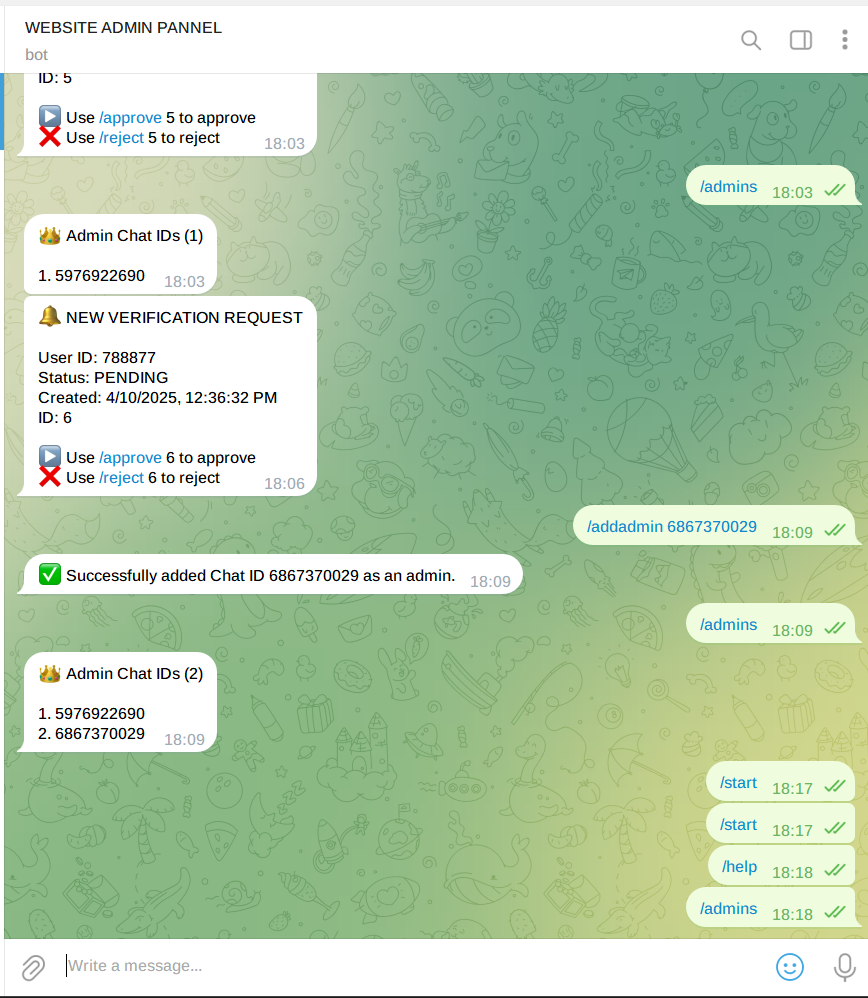 WEBSITE ADMIN PANNEL
bot
ID: 5
Use /approve 5 to approve
Use /reject 5 to reject 18:03
/admins 18:03
Admin Chat IDs (1)
1. 5976922690 18:03
NEW VERIFICATION REQUEST
User ID: 788877
Status: PENDING
Created: 4/10/2025, 12:36:32 PM
ID: 6
Use /approve 6 to approve
Use /reject 6 to reject 18:06
/addadmin 6867370029 18:09
Successfully added Chat ID 6867370029 as an admin. 18:09
/admins 18:09
Admin Chat IDs (2)
1. 5976922690
2. 6867370029 18:09
/start 18:17
/start 18:17
/help 18:18
/admins 18:18
Write a message...